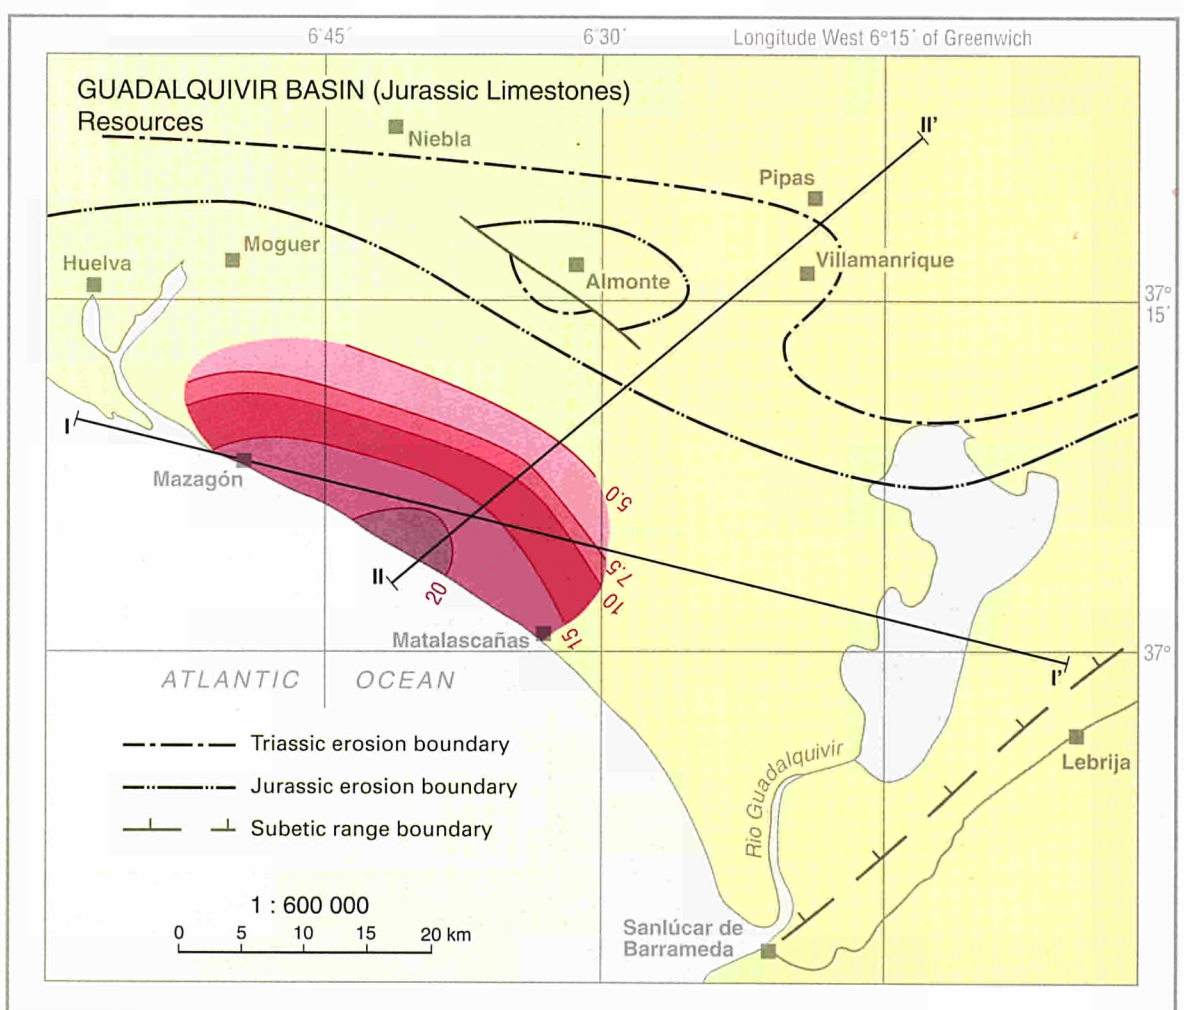 6°45´
6°30´
Longitude West 6°15´ of Greenwich
GUADALQUIVIR BASIN (Jurassic Limestones)
Resources
Niebla
II’
Pipas
Moguer
Villamanrique
Huelva
Almonte
37°
15´
I
Mazagón
5.0
7.5
10
II
20
15
Matalascañas
37°
I’
ATLANTIC OCEAN
Triassic erosion boundary
Lebrija
Jurassic erosion boundary
Rio Guadalquivir
Subetic range boundary
1 : 600 000
0 5 10 15 20 km
Sanlúcar de
Barrameda